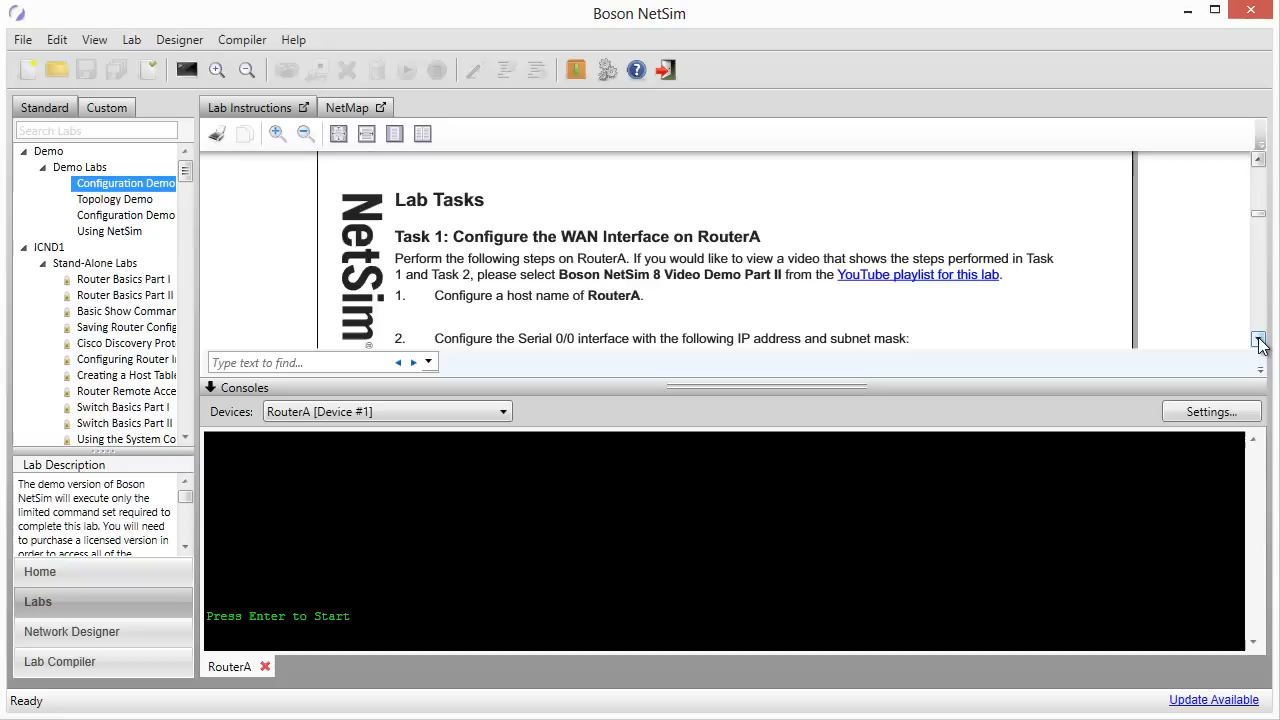 Boson NetSim
File Edit View Lab Designer Compiler Help
Standard Custom
Search Labs
Demo
Demo Labs
Configuration Demo
Topology Demo
Configuration Demo
Using NetSim
ICND1
Stand-Alone Labs
Router Basics Part I
Router Basics Part II
Basic Show Comma
Saving Router Config
Cisco Discovery Prot
Configuring Router I
Creating a Host Table
Router Remote Acce
Switch Basics Part I
Switch Basics Part II
Using the System Co
Lab Description
The demo version of Boson
NetSim will execute only the
limited command set required to
complete this lab. You will need
to purchase a licensed version in
order to access all of the
Home
Labs
Network Designer
Lab Compiler
Lab Instructions NetMap
NetSim®
Lab Tasks
Task 1: Configure the WAN Interface on RouterA
Perform the following steps on RouterA. If you would like to view a video that shows the steps performed in Task
1 and Task 2, please select Boson NetSim 8 Video Demo Part II from the YouTube playlist for this lab.
1. Configure a host name of RouterA.
2. Configure the Serial 0/0 interface with the following IP address and subnet mask:
Type text to find...
Consoles
Devices: RouterA [Device #1] Settings...
Press Enter to Start
RouterA
Ready Update Available